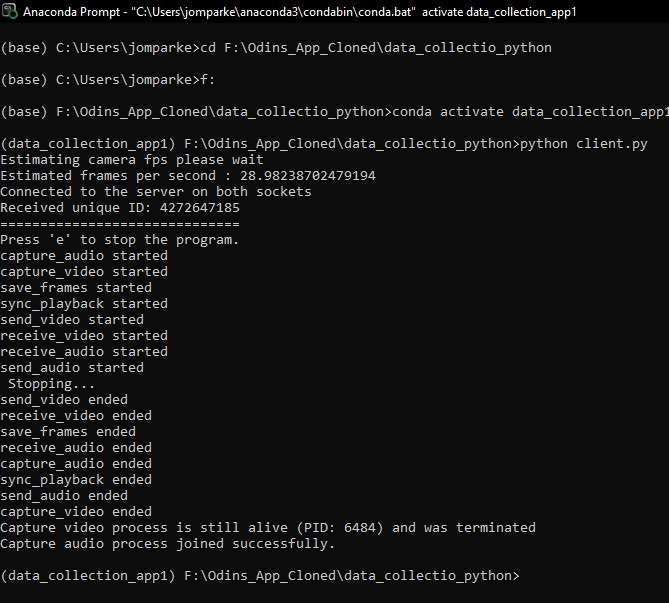 Anaconda Prompt - "C:\Users\jomparke\anaconda3\condabin\conda.bat" activate data_collection_app1
(base) C:\Users\jomparke>cd F:\Odins_App_Cloned\data_collectio_python
(base) C:\Users\jomparke>f:
(base) F:\Odins_App_Cloned\data_collectio_python>conda activate data_collection_app1
(data_collection_app1) F:\Odins_App_Cloned\data_collectio_python>python client.py
Estimating camera fps please wait
Estimated frames per second : 28.98238702479194
Connected to the server on both sockets
Received unique ID: 4272647185
==============================
Press 'e' to stop the program.
capture_audio started
capture_video started
save_frames started
sync_playback started
send_video started
receive_video started
receive_audio started
send_audio started
Stopping...
send_video ended
receive_video ended
save_frames ended
receive_audio ended
capture_audio ended
sync_playback ended
send_audio ended
capture_video ended
Capture video process is still alive (PID: 6484) and was terminated
Capture audio process joined successfully.
(data_collection_app1) F:\Odins_App_Cloned\data_collectio_python>